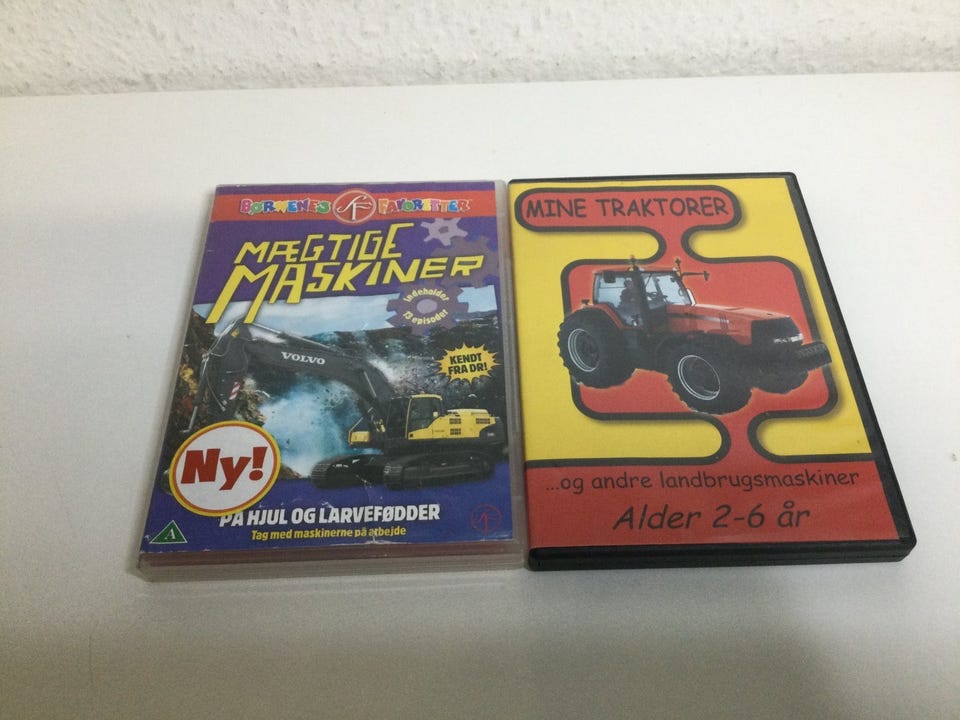 BØRNENES SF FAVORITTER
MÆGTIGE
MASKINER
Indeholder
13 episoder
VOLVO
KENDT
FRA DR!
Ny!
PÅ HJUL OG LARVEFØDDER
Tag med maskinerne på arbejde
A
MINE TRAKTORER
...og andre landbrugsmaskiner
Alder 2-6 år